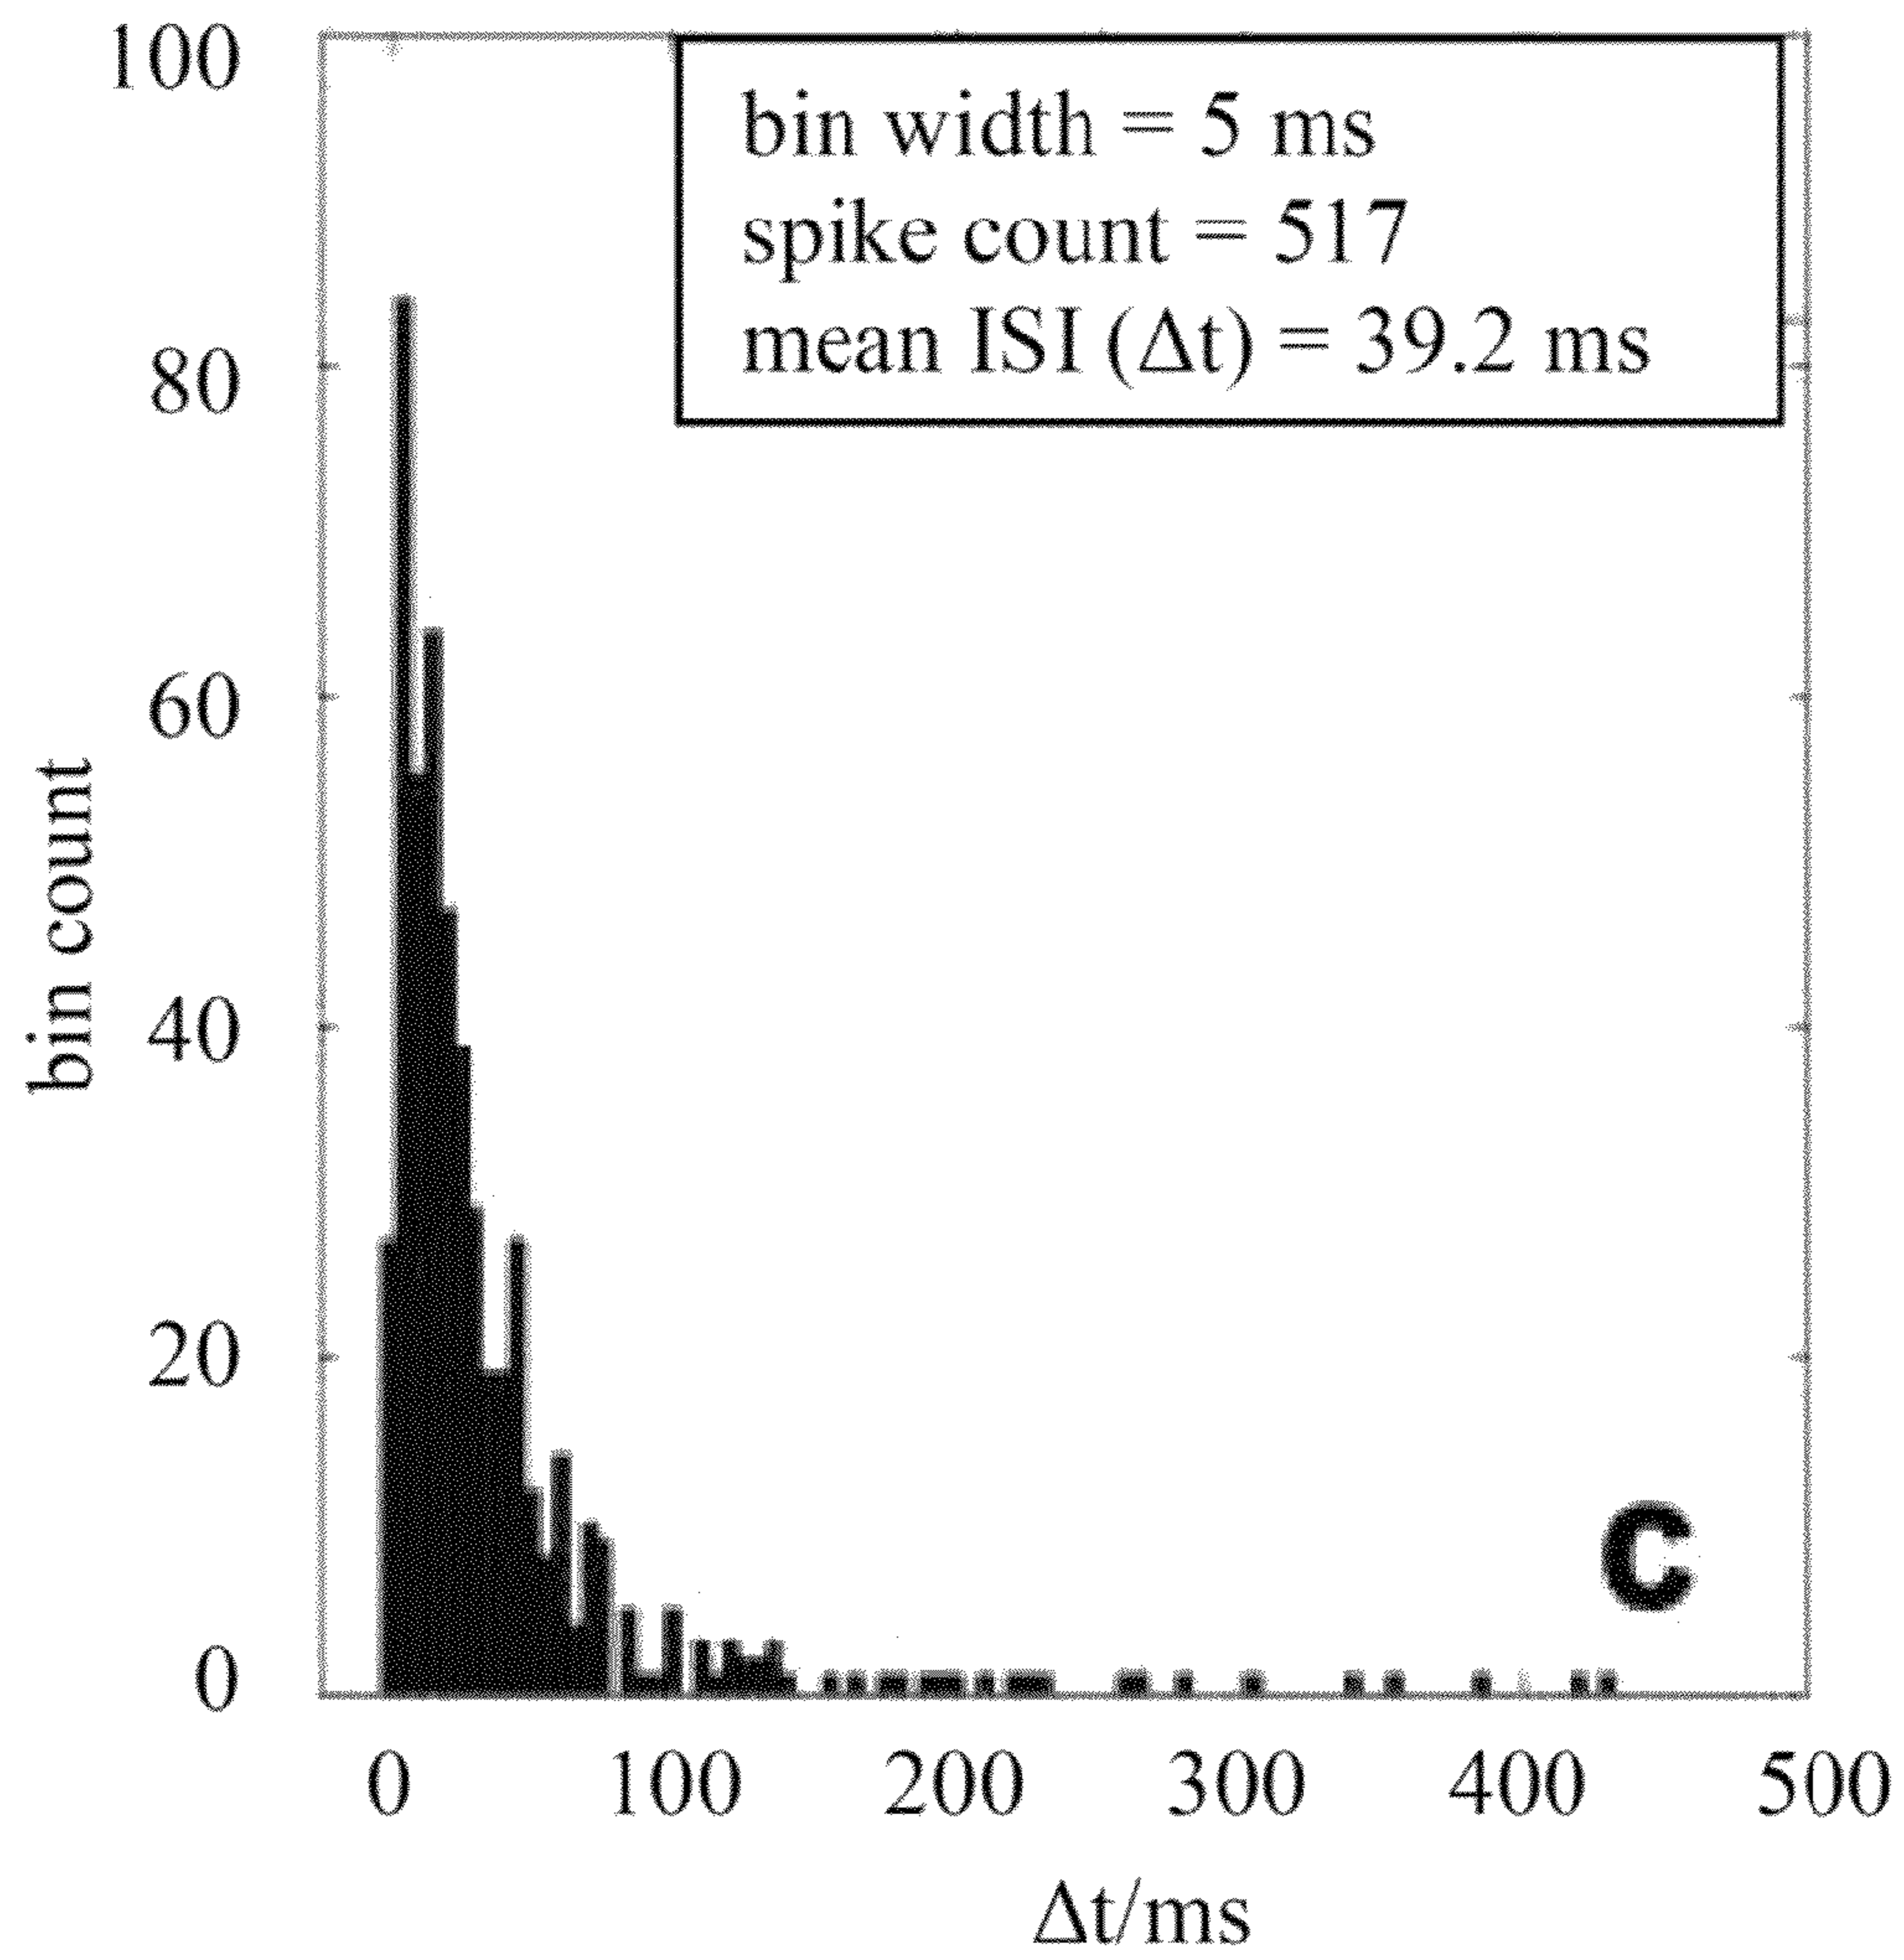 100
80
60
40
20
0
bin count
bin width = 5 ms
spike count = 517
mean ISI (Δt) = 39.2 ms
C
0 100 200 300 400 500
Δt/ms